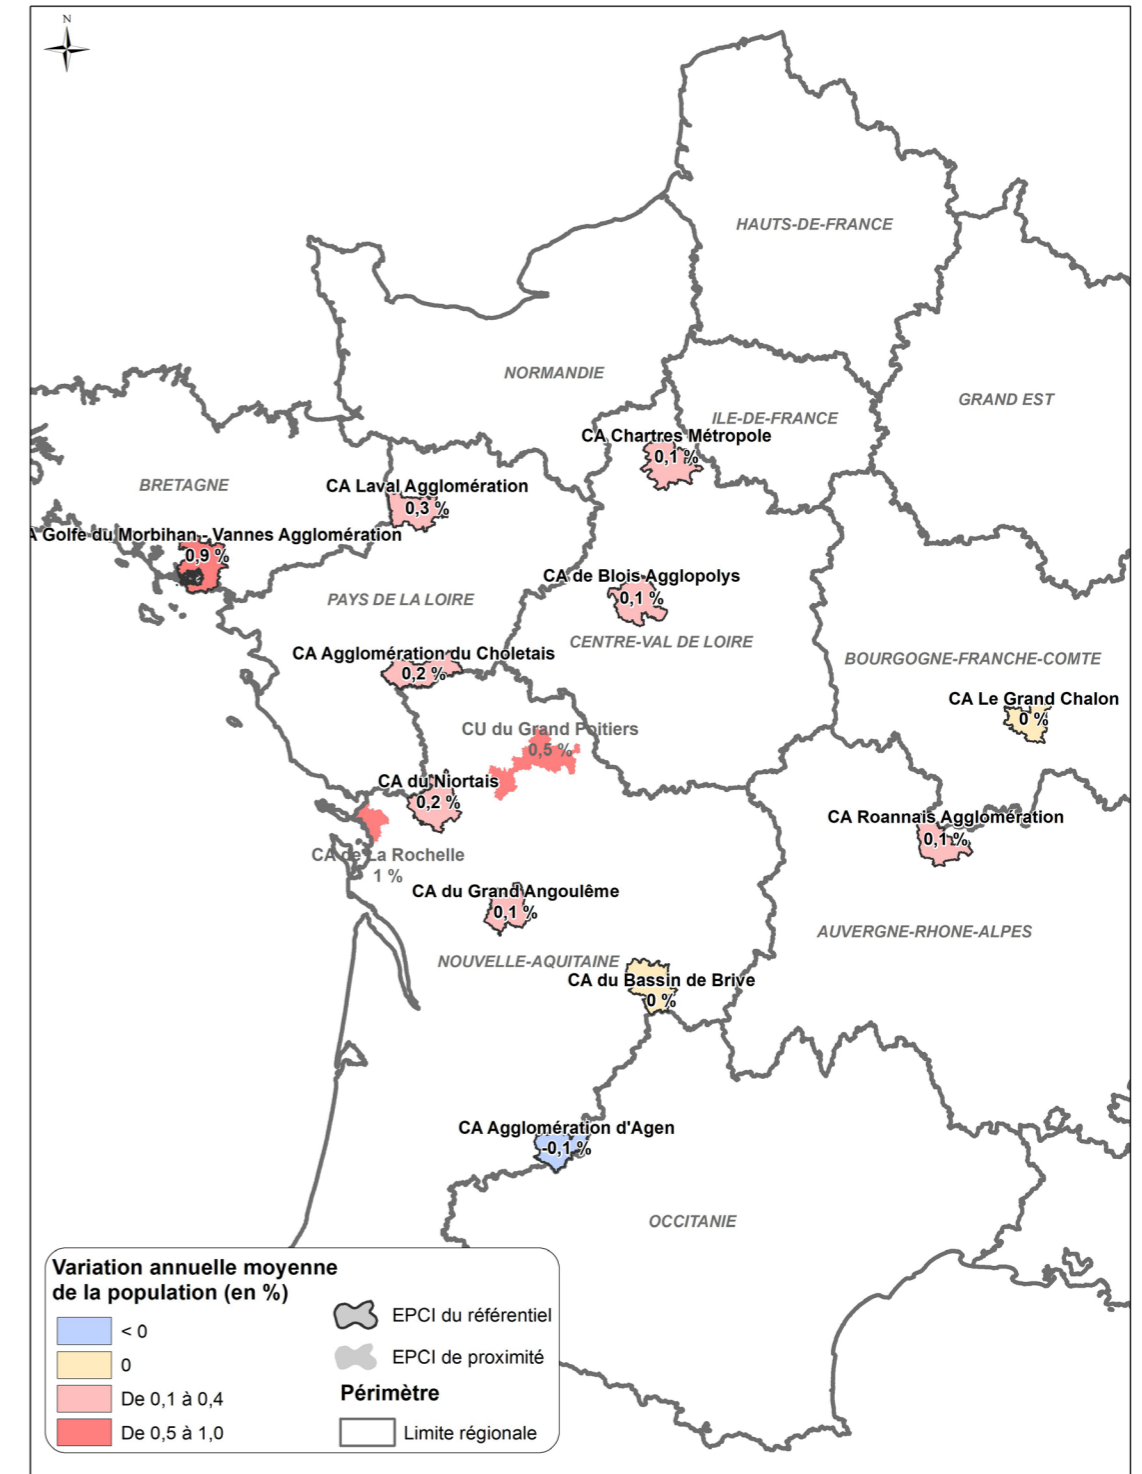 N
HAUTS-DE-FRANCE
NORMANDIE
ILE-DE-FRANCE
GRAND EST
CA Chartres Métropole
0,1 %
BRETAGNE
CA Laval Agglomération
0,3 %
A Golfe du Morbihan - Vannes Agglomération
0,9 %
CA de Blois Agglopolys
0,1 %
PAYS DE LA LOIRE
CENTRE-VAL DE LOIRE
CA Agglomération du Choletais
0,2 %
BOURGOGNE-FRANCHE-COMTE
CA Le Grand Chalon
0 %
CU du Grand Poitiers
0,5 %
CA du Niortais
0,2 %
CA Roannais Agglomération
0,1 %
CA de La Rochelle
1 %
CA du Grand Angoulême
0,1 %
AUVERGNE-RHONE-ALPES
NOUVELLE-AQUITAINE
CA du Bassin de Brive
0 %
CA Agglomération d'Agen
-0,1 %
OCCITANIE
Variation annuelle moyenne
de la population (en %)
< 0
0
De 0,1 à 0,4
De 0,5 à 1,0
EPCI du référentiel
EPCI de proximité
Périmètre
Limite régionale